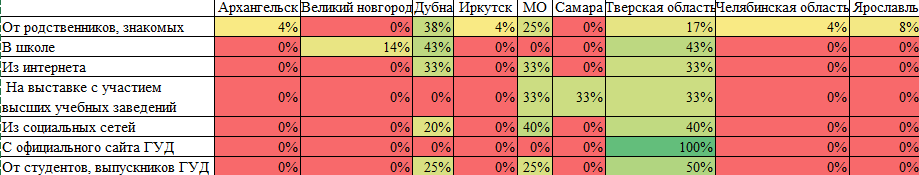 Архангельск Великий новгород Дубна Иркутск МО Самара Тверская область Челябинская область Ярославль
От родственников, знакомых 4% 0% 38% 4% 25% 0% 17% 4% 8%
В школе 0% 14% 43% 0% 0% 0% 43% 0% 0%
Из интернета 0% 0% 33% 0% 33% 0% 33% 0% 0%
На выставке с участием
высших учебных заведений 0% 0% 0% 0% 33% 33% 33% 0% 0%
Из социальных сетей 0% 0% 20% 0% 40% 0% 40% 0% 0%
С официального сайта ГУД 0% 0% 0% 0% 0% 0% 100% 0% 0%
От студентов, выпускников ГУД 0% 0% 25% 0% 25% 0% 50% 0% 0%